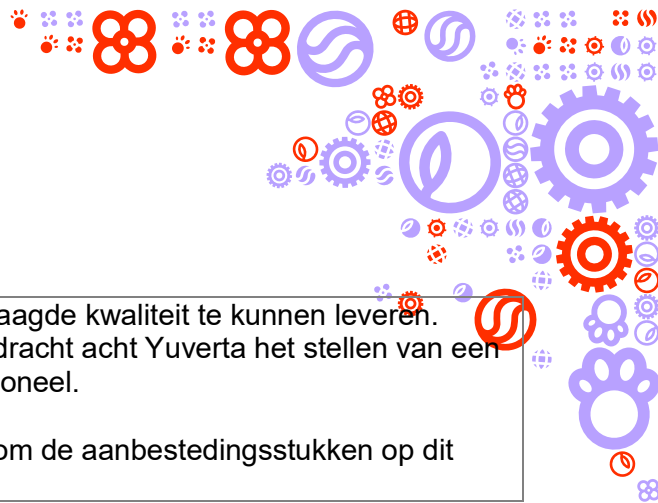 aagde kwaliteit te kunnen leveren.
dracht acht Yuverta het stellen van een
oneel.
om de aanbestedingsstukken op dit